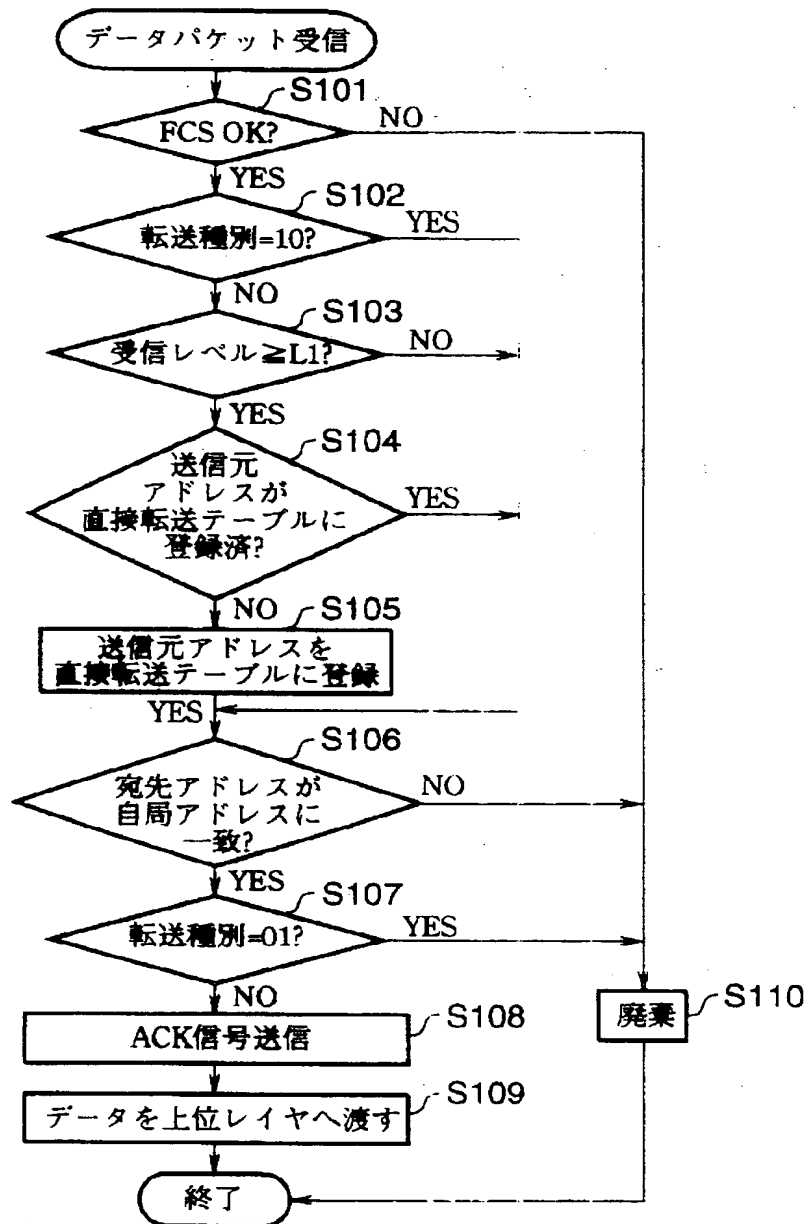 データパケット受信
S101
FCS OK?
NO
YES
S102
転送種別=10?
YES
NO
S103
受信レベル≧L1?
NO
YES
S104
送信元
アドレスが
直接転送テーブルに
登録済?
YES
NO
S105
送信元アドレスを
直接転送テーブルに登録
YES
S106
宛先アドレスが
自局アドレスに
一致?
NO
YES
S107
転送種別=01?
YES
NO
廃棄
S110
ACK信号送信
S108
データを上位レイヤへ渡す
S109
終了